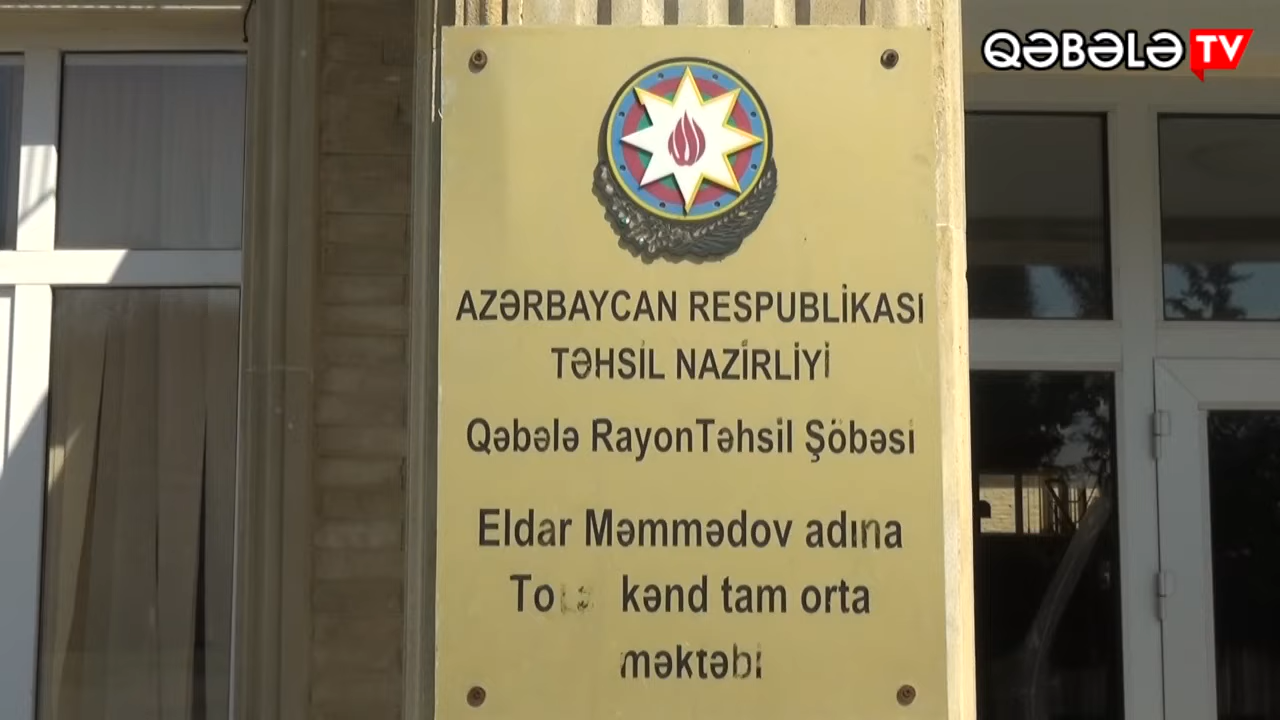 QƏBƏLƏ TV
AZƏRBAYCAN RESPUBLİKASI
TƏHSİL NAZİRLİYİ
Qəbələ RayonTəhsil Şöbəsi
Eldar Məmmədov adına
kənd tam orta
məktəbi